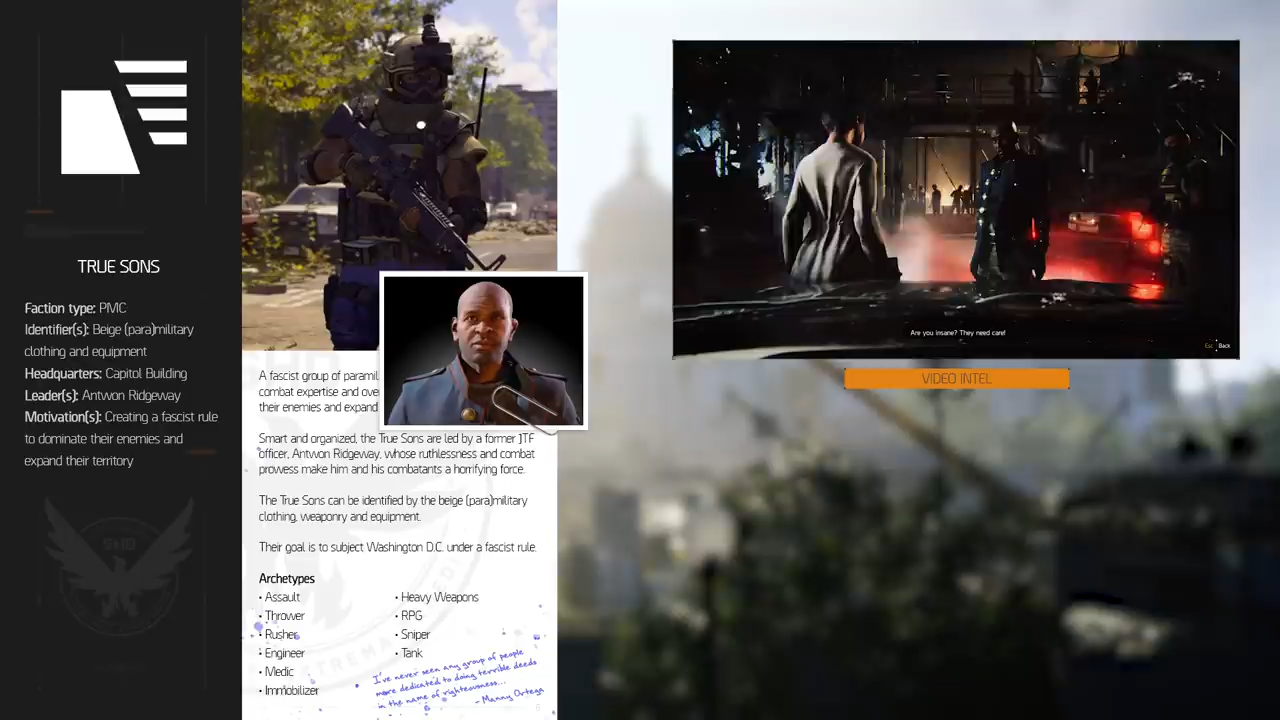 TRUE SONS
Faction type: PMC
Identifier(s): Beige (para)military
clothing and equipment
Headquarters: Capitol Building
Leader(s): Antwon Ridgeway
Motivation(s): Creating a fascist rule
to dominate their enemies and
expand their territory
SHD
A fascist group of paramil
combat expertise and over
their enemies and expand
Smart and organized, the True Sons are led by a former JTF
officer, Antwon Ridgeway, whose ruthlessness and combat
prowess make him and his combatants a horrifying force.
The True Sons can be identified by the beige (para)military
clothing, weaponry and equipment.
Their goal is to subject Washington D.C. under a fascist rule.
Archetypes
• Assault
• Thrower
• Rusher
• Engineer
• Medic
• Immobilizer
• Heavy Weapons
• RPG
• Sniper
• Tank
I've never seen any group of people
more dedicated to doing terrible deeds
in the name of righteousness...
- Manny Ortega
Are you insane? They need care!
Esc Back
VIDEO INTEL